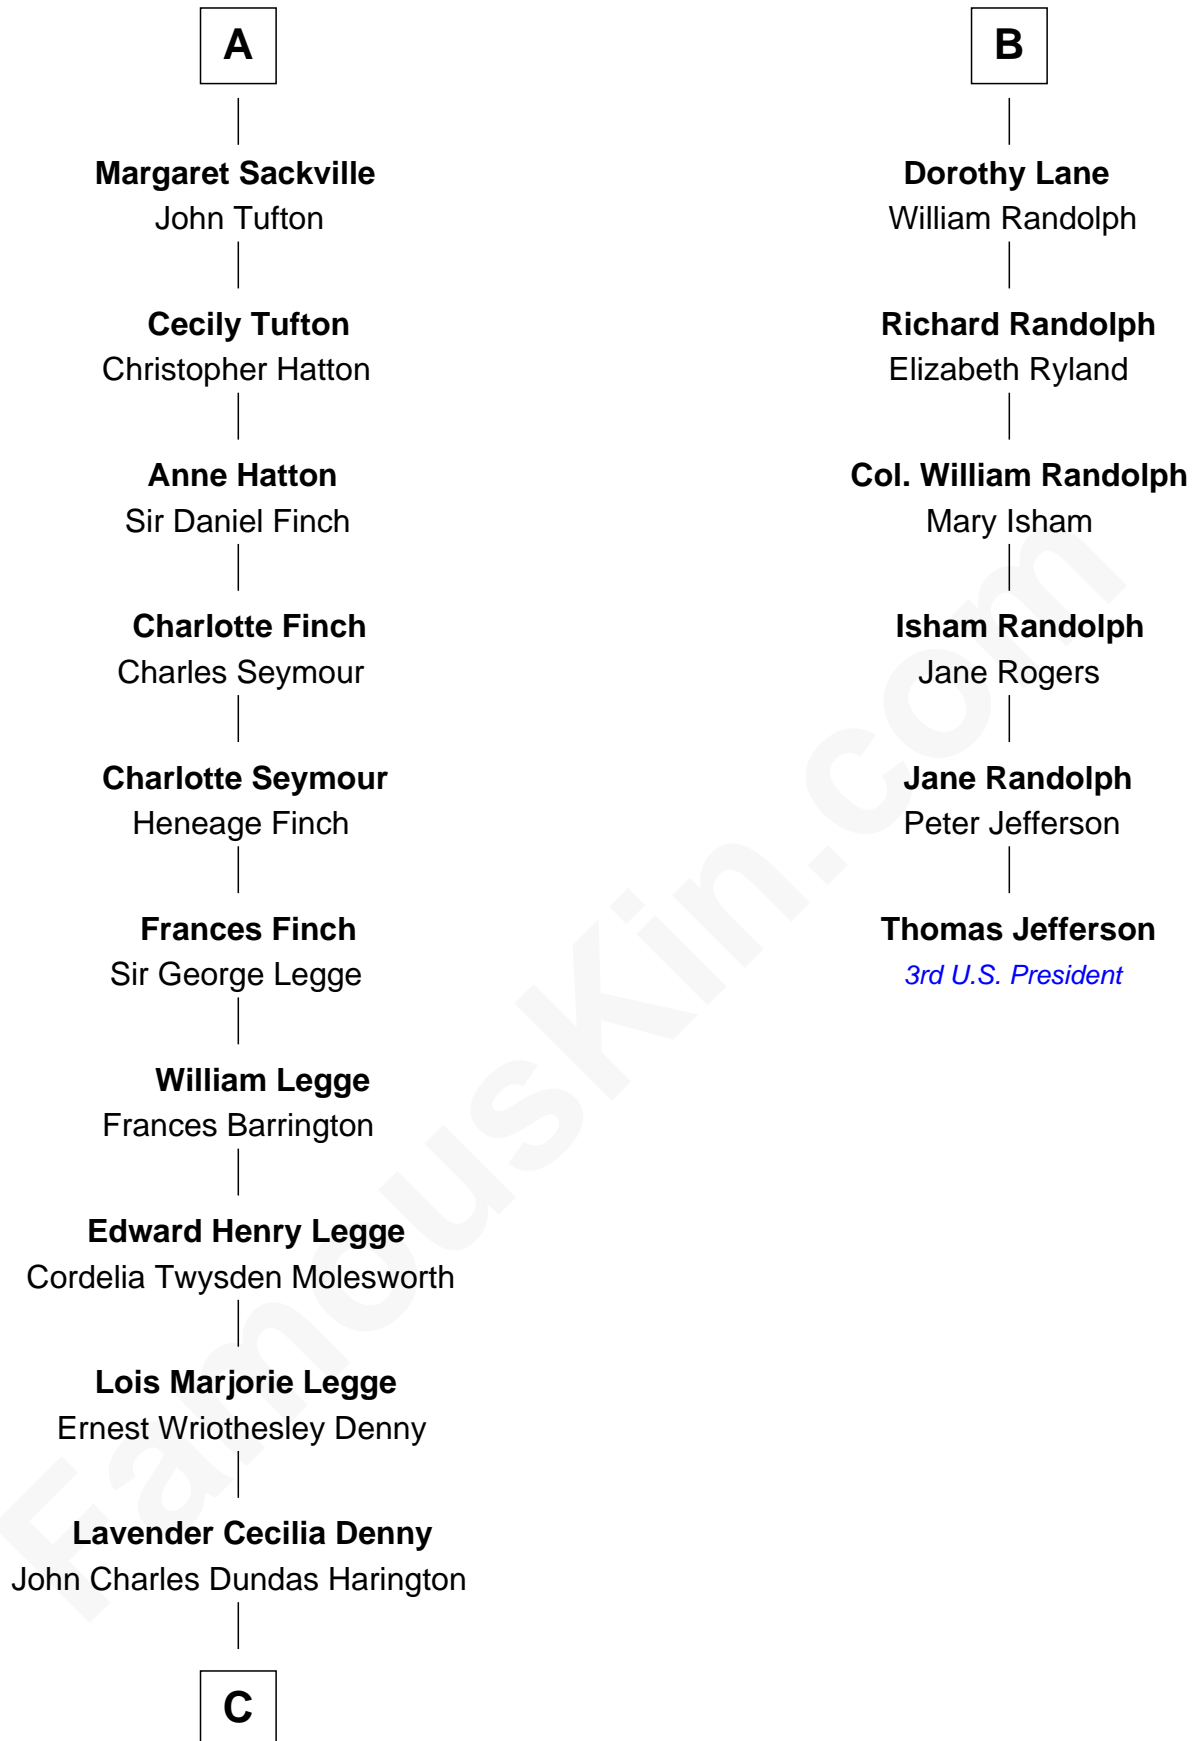 A
Margaret Sackville
John Tufton
Cecily Tufton
Christopher Hatton
Anne Hatton
Sir Daniel Finch
Charlotte Finch
Charles Seymour
Charlotte Seymour
Heneage Finch
Frances Finch
Sir George Legge
William Legge
Frances Barrington
Edward Henry Legge
Cordelia Twysden Molesworth
Lois Marjorie Legge
Ernest Wriothesley Denny
Lavender Cecilia Denny
John Charles Dundas Harington
C
B
Dorothy Lane
William Randolph
Richard Randolph
Elizabeth Ryland
Col. William Randolph
Mary Isham
Isham Randolph
Jane Rogers
Jane Randolph
Peter Jefferson
Thomas Jefferson
3rd U.S. President
FamousKin.com